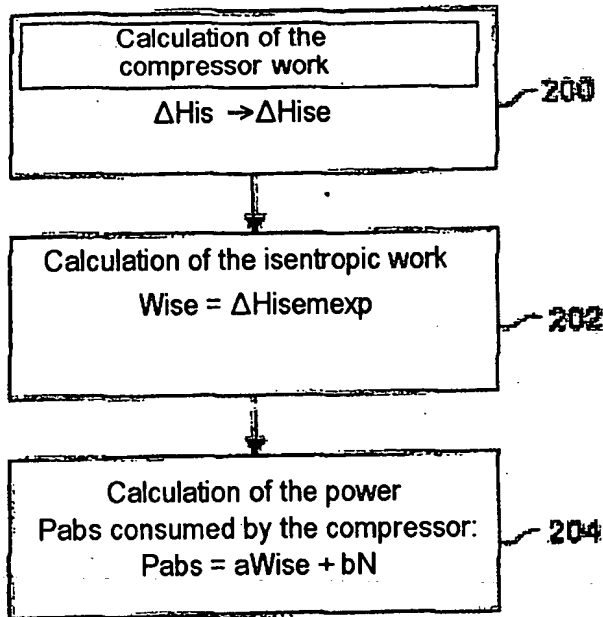 Calculation of the
compressor work
ΔHis →ΔHise
200
Calculation of the isentropic work
Wise = ΔHisemexp
202
Calculation of the power
Pabs consumed by the compressor:
Pabs = aWise + bN
204